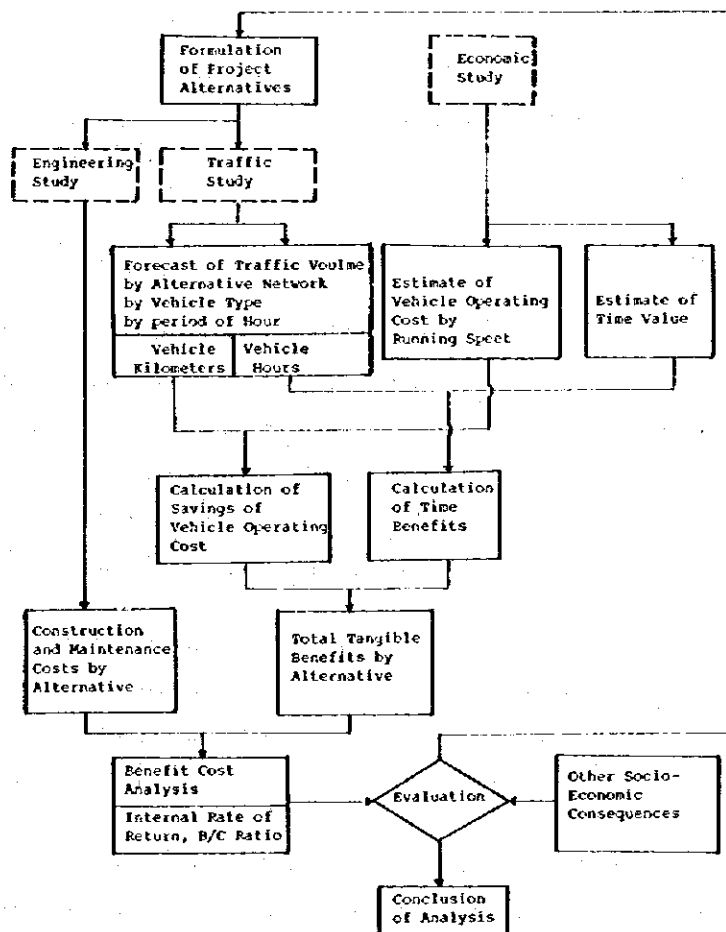 Formulation
of Project
Alternatives
Economic
Study
Engineering
Study
Traffic
Study
Forecast of Traffic Voulme
by Alternative Network
by Vehicle Type
by period of Hour
Vehicle
Kilometers
Vehicle
Hours
Estimate of
Vehicle Operating
Cost by
Running Speet
Estimate of
Time Value
Calculation of
Savings of
Vehicle Operating
Cost
Calculation
of Time
Benefits
Construction
and Maintenance
Costs by
Alternative
Total Tangible
Benefits by
Alternative
Benefit Cost
Analysis
Internal Rate of
Return, B/C Ratio
Evaluation
Other Socio-
Economic
Consequences
Conclusion
of Analysis